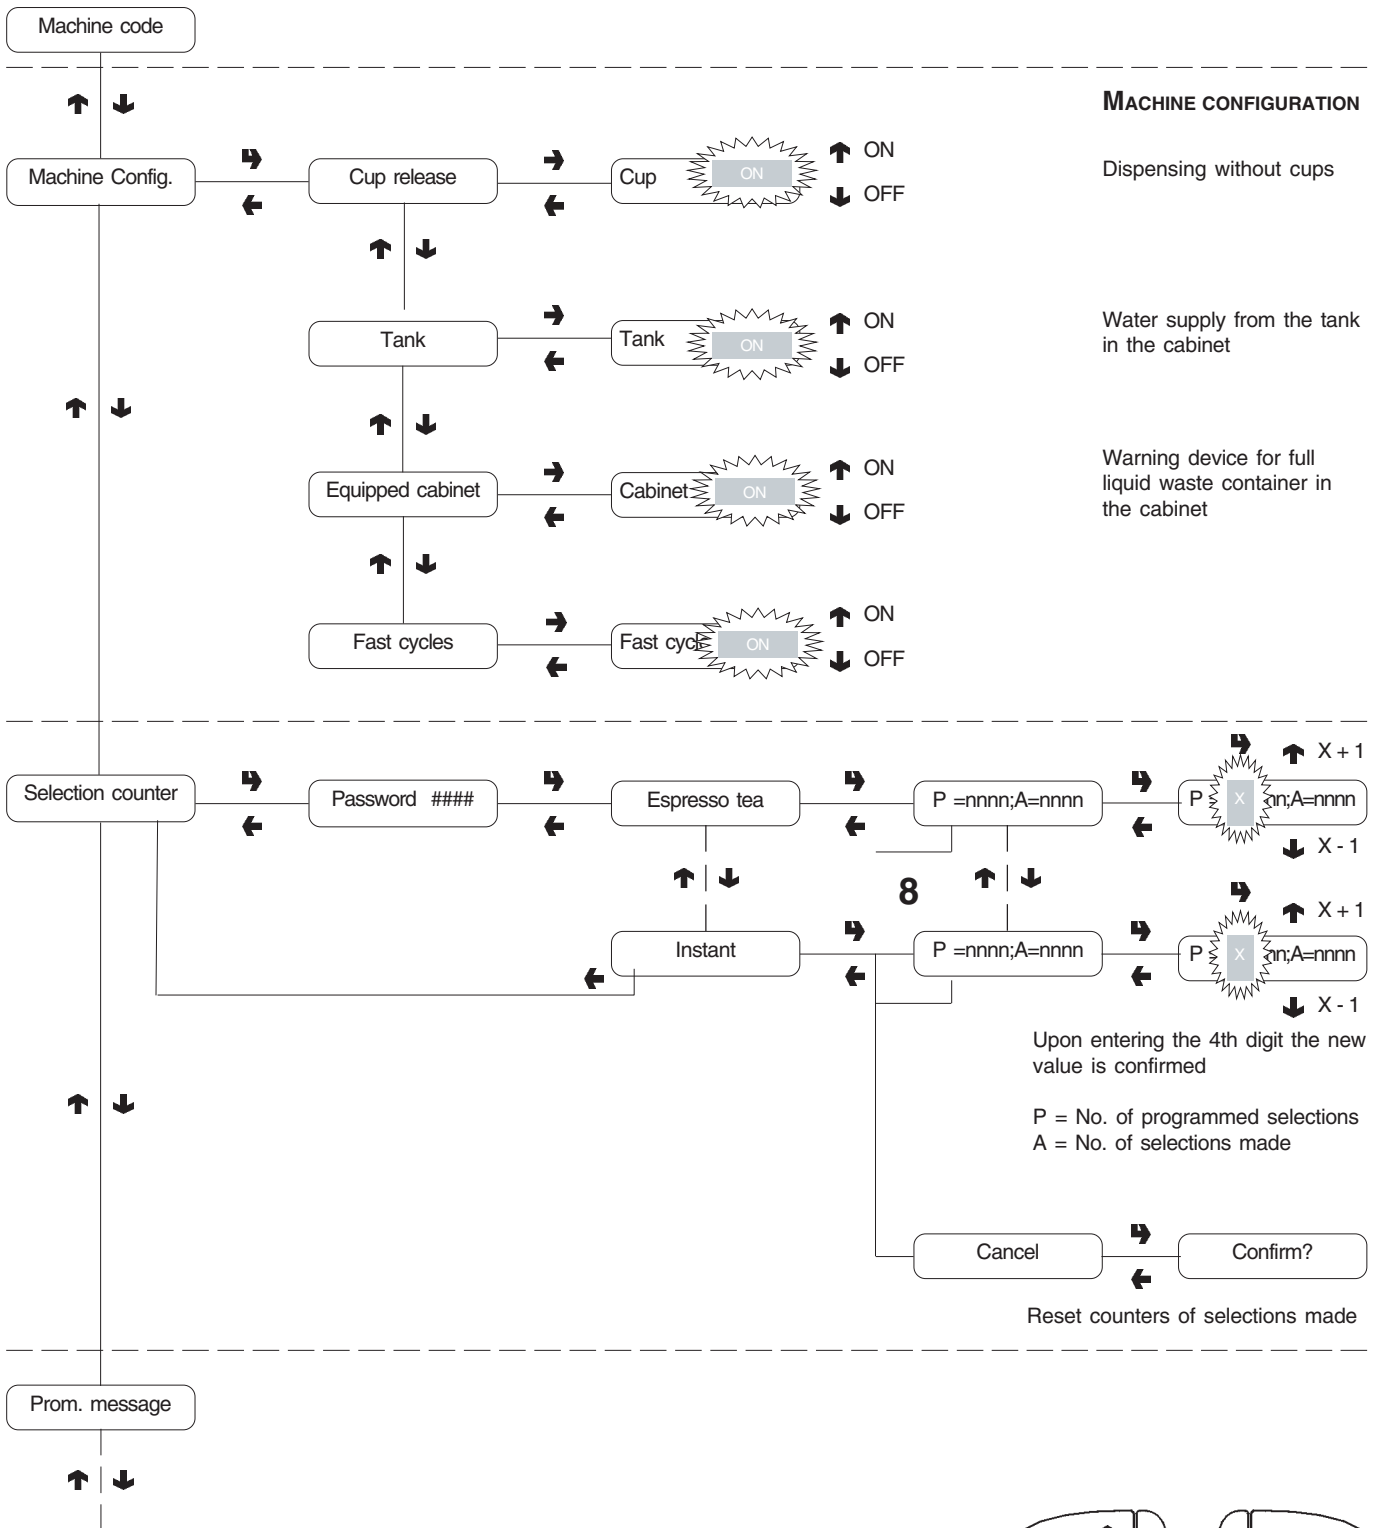 Machine code
MACHINE CONFIGURATION
Machine Config.
Cup release
Cup
ON
ON
OFF
Dispensing without cups
Tank
Tank
ON
ON
OFF
Water supply from the tank
in the cabinet
Equipped cabinet
Cabinet
ON
ON
OFF
Warning device for full
liquid waste container in
the cabinet
Fast cycles
Fast cycl
ON
ON
OFF
Selection counter
Password ####
Espresso tea
P =nnnn;A=nnnn
P
X
nn;A=nnnn
X + 1
X - 1
8
Instant
P =nnnn;A=nnnn
P
X
nn;A=nnnn
X + 1
X - 1
Upon entering the 4th digit the new
value is confirmed
P = No. of programmed selections
A = No. of selections made
Cancel
Confirm?
Reset counters of selections made
Prom. message